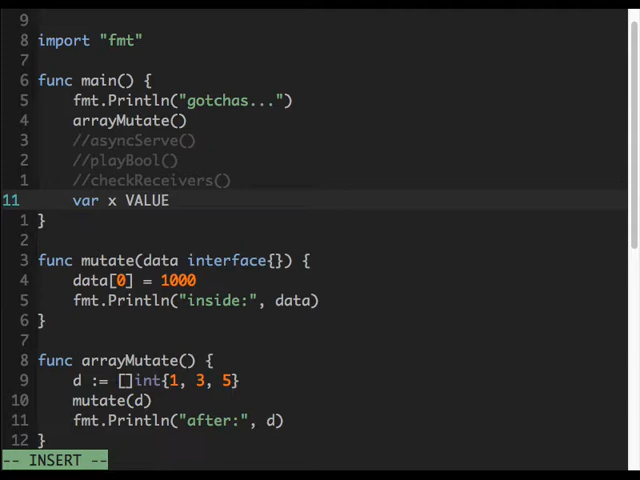 9
8 import "fmt"
7
6 func main() {
5 fmt.Println("gotchas...")
4 arrayMutate()
3 //asyncServe()
2 //playBool()
1 //checkReceivers()
11 var x VALUE
1 }
2
3 func mutate(data interface{}) {
4 data[0] = 1000
5 fmt.Println("inside:", data)
6 }
7
8 func arrayMutate() {
9 d := []int{1, 3, 5}
10 mutate(d)
11 fmt.Println("after:", d)
12 }
-- INSERT --